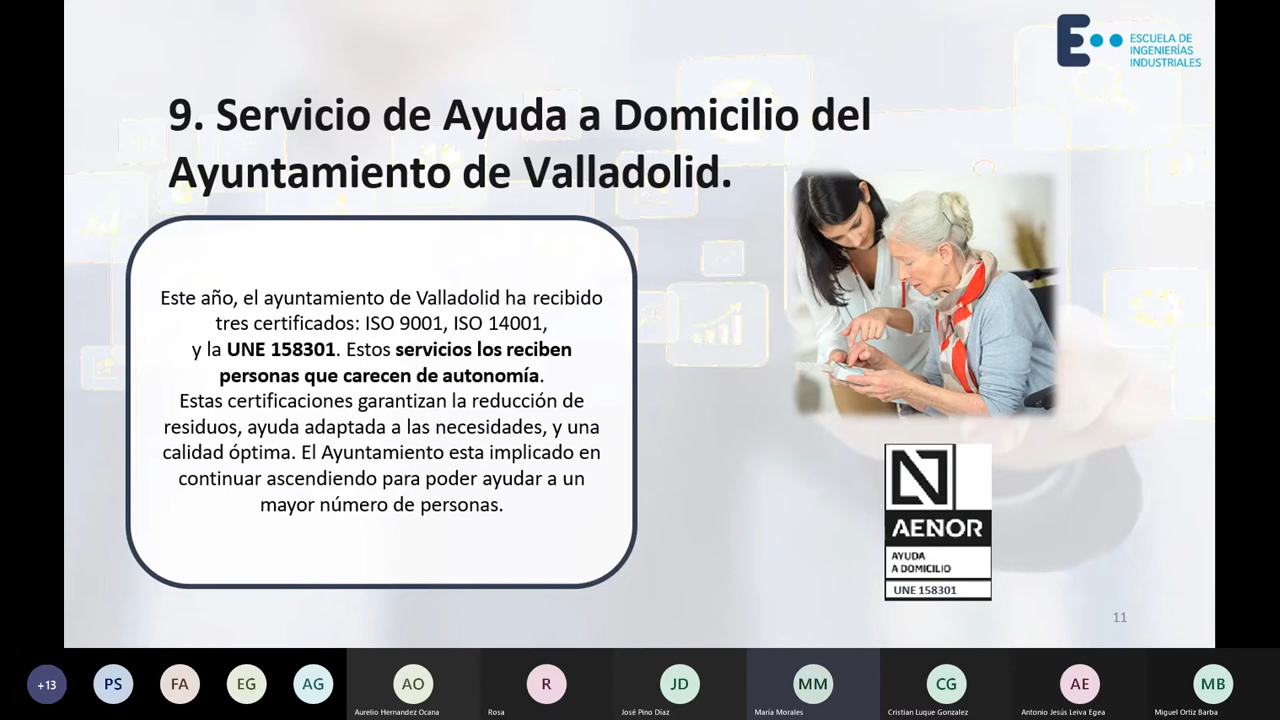 E
ESCUELA DE
INGENIERÍAS
INDUSTRIALES
9. Servicio de Ayuda a Domicilio del
Ayuntamiento de Valladolid.
Este año, el ayuntamiento de Valladolid ha recibido
tres certificados: ISO 9001, ISO 14001,
y la UNE 158301. Estos servicios los reciben
personas que carecen de autonomía.
Estas certificaciones garantizan la reducción de
residuos, ayuda adaptada a las necesidades, y una
calidad óptima. El Ayuntamiento esta implicado en
continuar ascendiendo para poder ayudar a un
mayor número de personas.
N
AENOR
AYUDA
A DOMICILIO
UNE 158301
11
+13
PS
FA
EG
AG
AO
R
JD
MM
CG
AE
MB
Aurelio Hernandez Ocana
Rosa
José Pino Díaz
María Morales
Cristian Luque Gonzalez
Antonio Jesús Leiva Egea
Miguel Ortiz Barba